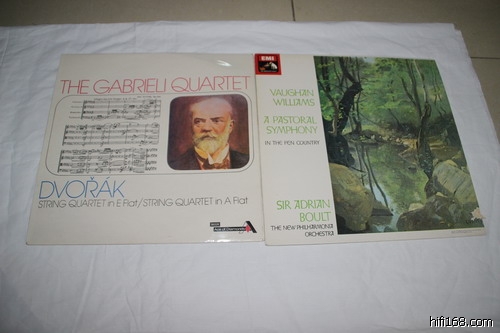 THE GABRIELI QUARTET
DVOŘÁK
STRING QUARTET in E Flat/STRING QUARTET in A Flat
EMI
VAUGHAN
WILLIAMS
A PASTORAL
SYMPHONY
IN THE FEN COUNTRY
SIR ADRIAN
BOULT
THE NEW PHILHARMONIA
ORCHESTRA
hifi168.com